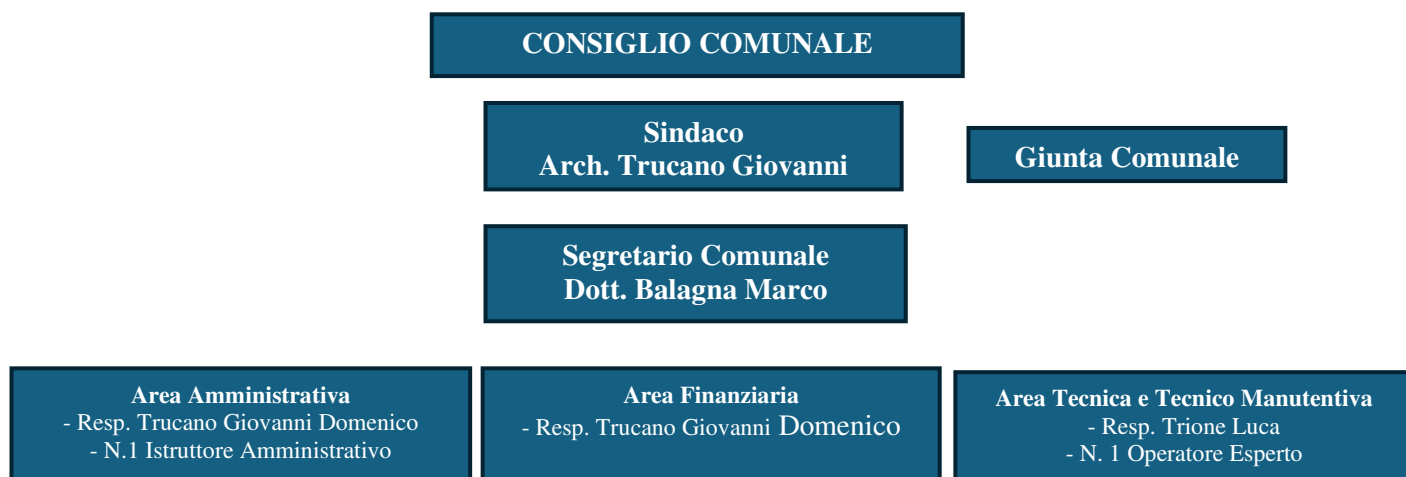 CONSIGLIO COMUNALE
Sindaco
Arch. Trucano Giovanni
Giunta Comunale
Segretario Comunale
Dott. Balagna Marco
Area Amministrativa
- Resp. Trucano Giovanni Domenico
- N.1 Istruttore Amministrativo
Area Finanziaria
- Resp. Trucano Giovanni Domenico
Area Tecnica e Tecnico Manutentiva
- Resp. Trione Luca
- N. 1 Operatore Esperto